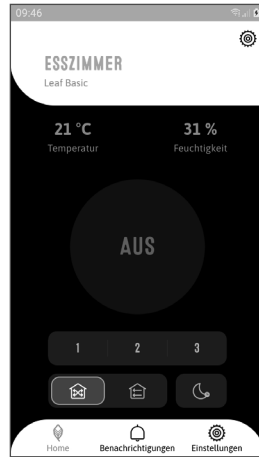 09:46
ESSZIMMER
Leaf Basic
21 °C 31 %
Temperatur Feuchtigkeit
AUS
1 2 3
Home Benachrichtigungen Einstellungen